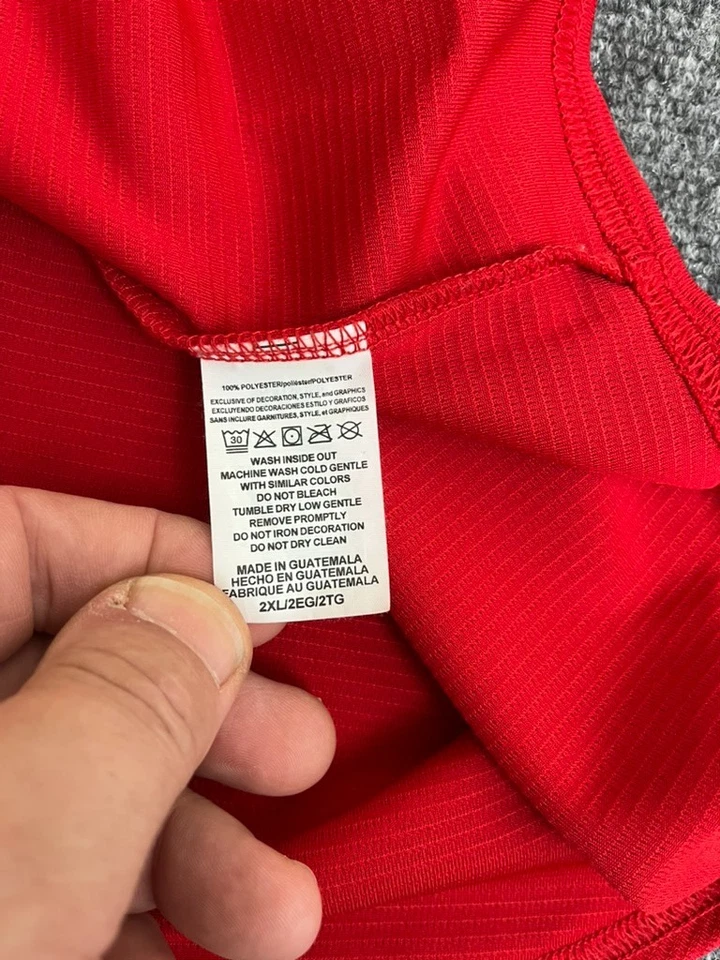 100% POLYESTER/poliéster/POLYESTER
EXCLUSIVE OF DECORATION, STYLE, and GRAPHICS
EXCLUYENDO DECORACIONES ESTILO Y GRAFICOS
SANS INCLURE GARNITURES, STYLE, et GRAPHIQUES
30
WASH INSIDE OUT
MACHINE WASH COLD GENTLE
WITH SIMILAR COLORS
DO NOT BLEACH
TUMBLE DRY LOW GENTLE
REMOVE PROMPTLY
DO NOT IRON DECORATION
DO NOT DRY CLEAN
MADE IN GUATEMALA
HECHO EN GUATEMALA
FABRIQUE AU GUATEMALA
2XL/2EG/2TG